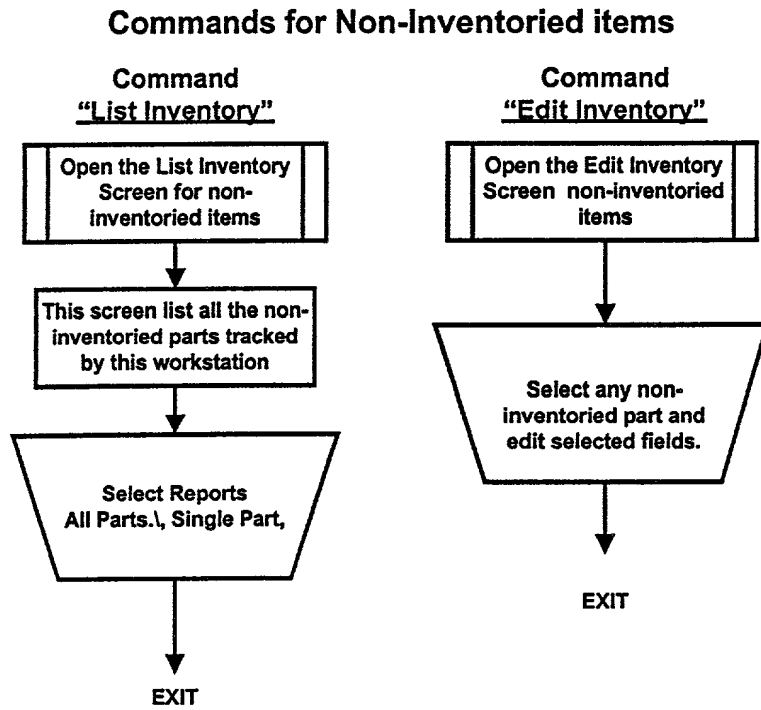 Commands for Non-Inventoried items
Command
"List Inventory"
Open the List Inventory
Screen for non-
inventoried items
This screen list all the non-
inventoried parts tracked
by this workstation
Select Reports
All Parts.\, Single Part,
EXIT
Command
"Edit Inventory"
Open the Edit Inventory
Screen non-inventoried
items
Select any non-
inventoried part and
edit selected fields.
EXIT